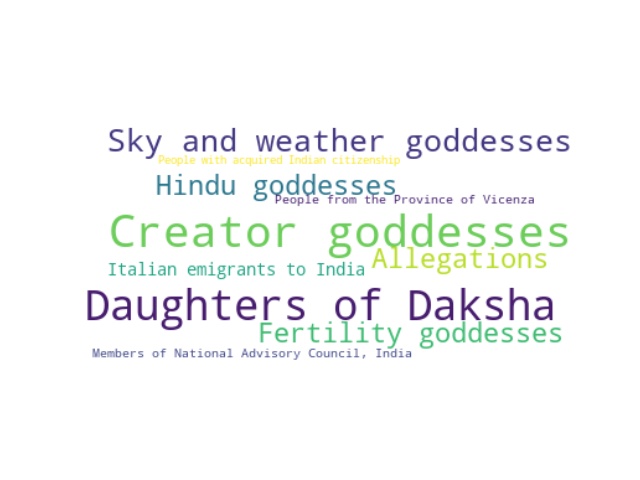 Sky and weather goddesses
People with acquired Indian citizenship
Hindu goddesses
People from the Province of Vicenza
Creator goddesses
Allegations
Italian emigrants to India
Daughters of Daksha
Fertility goddesses
Members of National Advisory Council, India